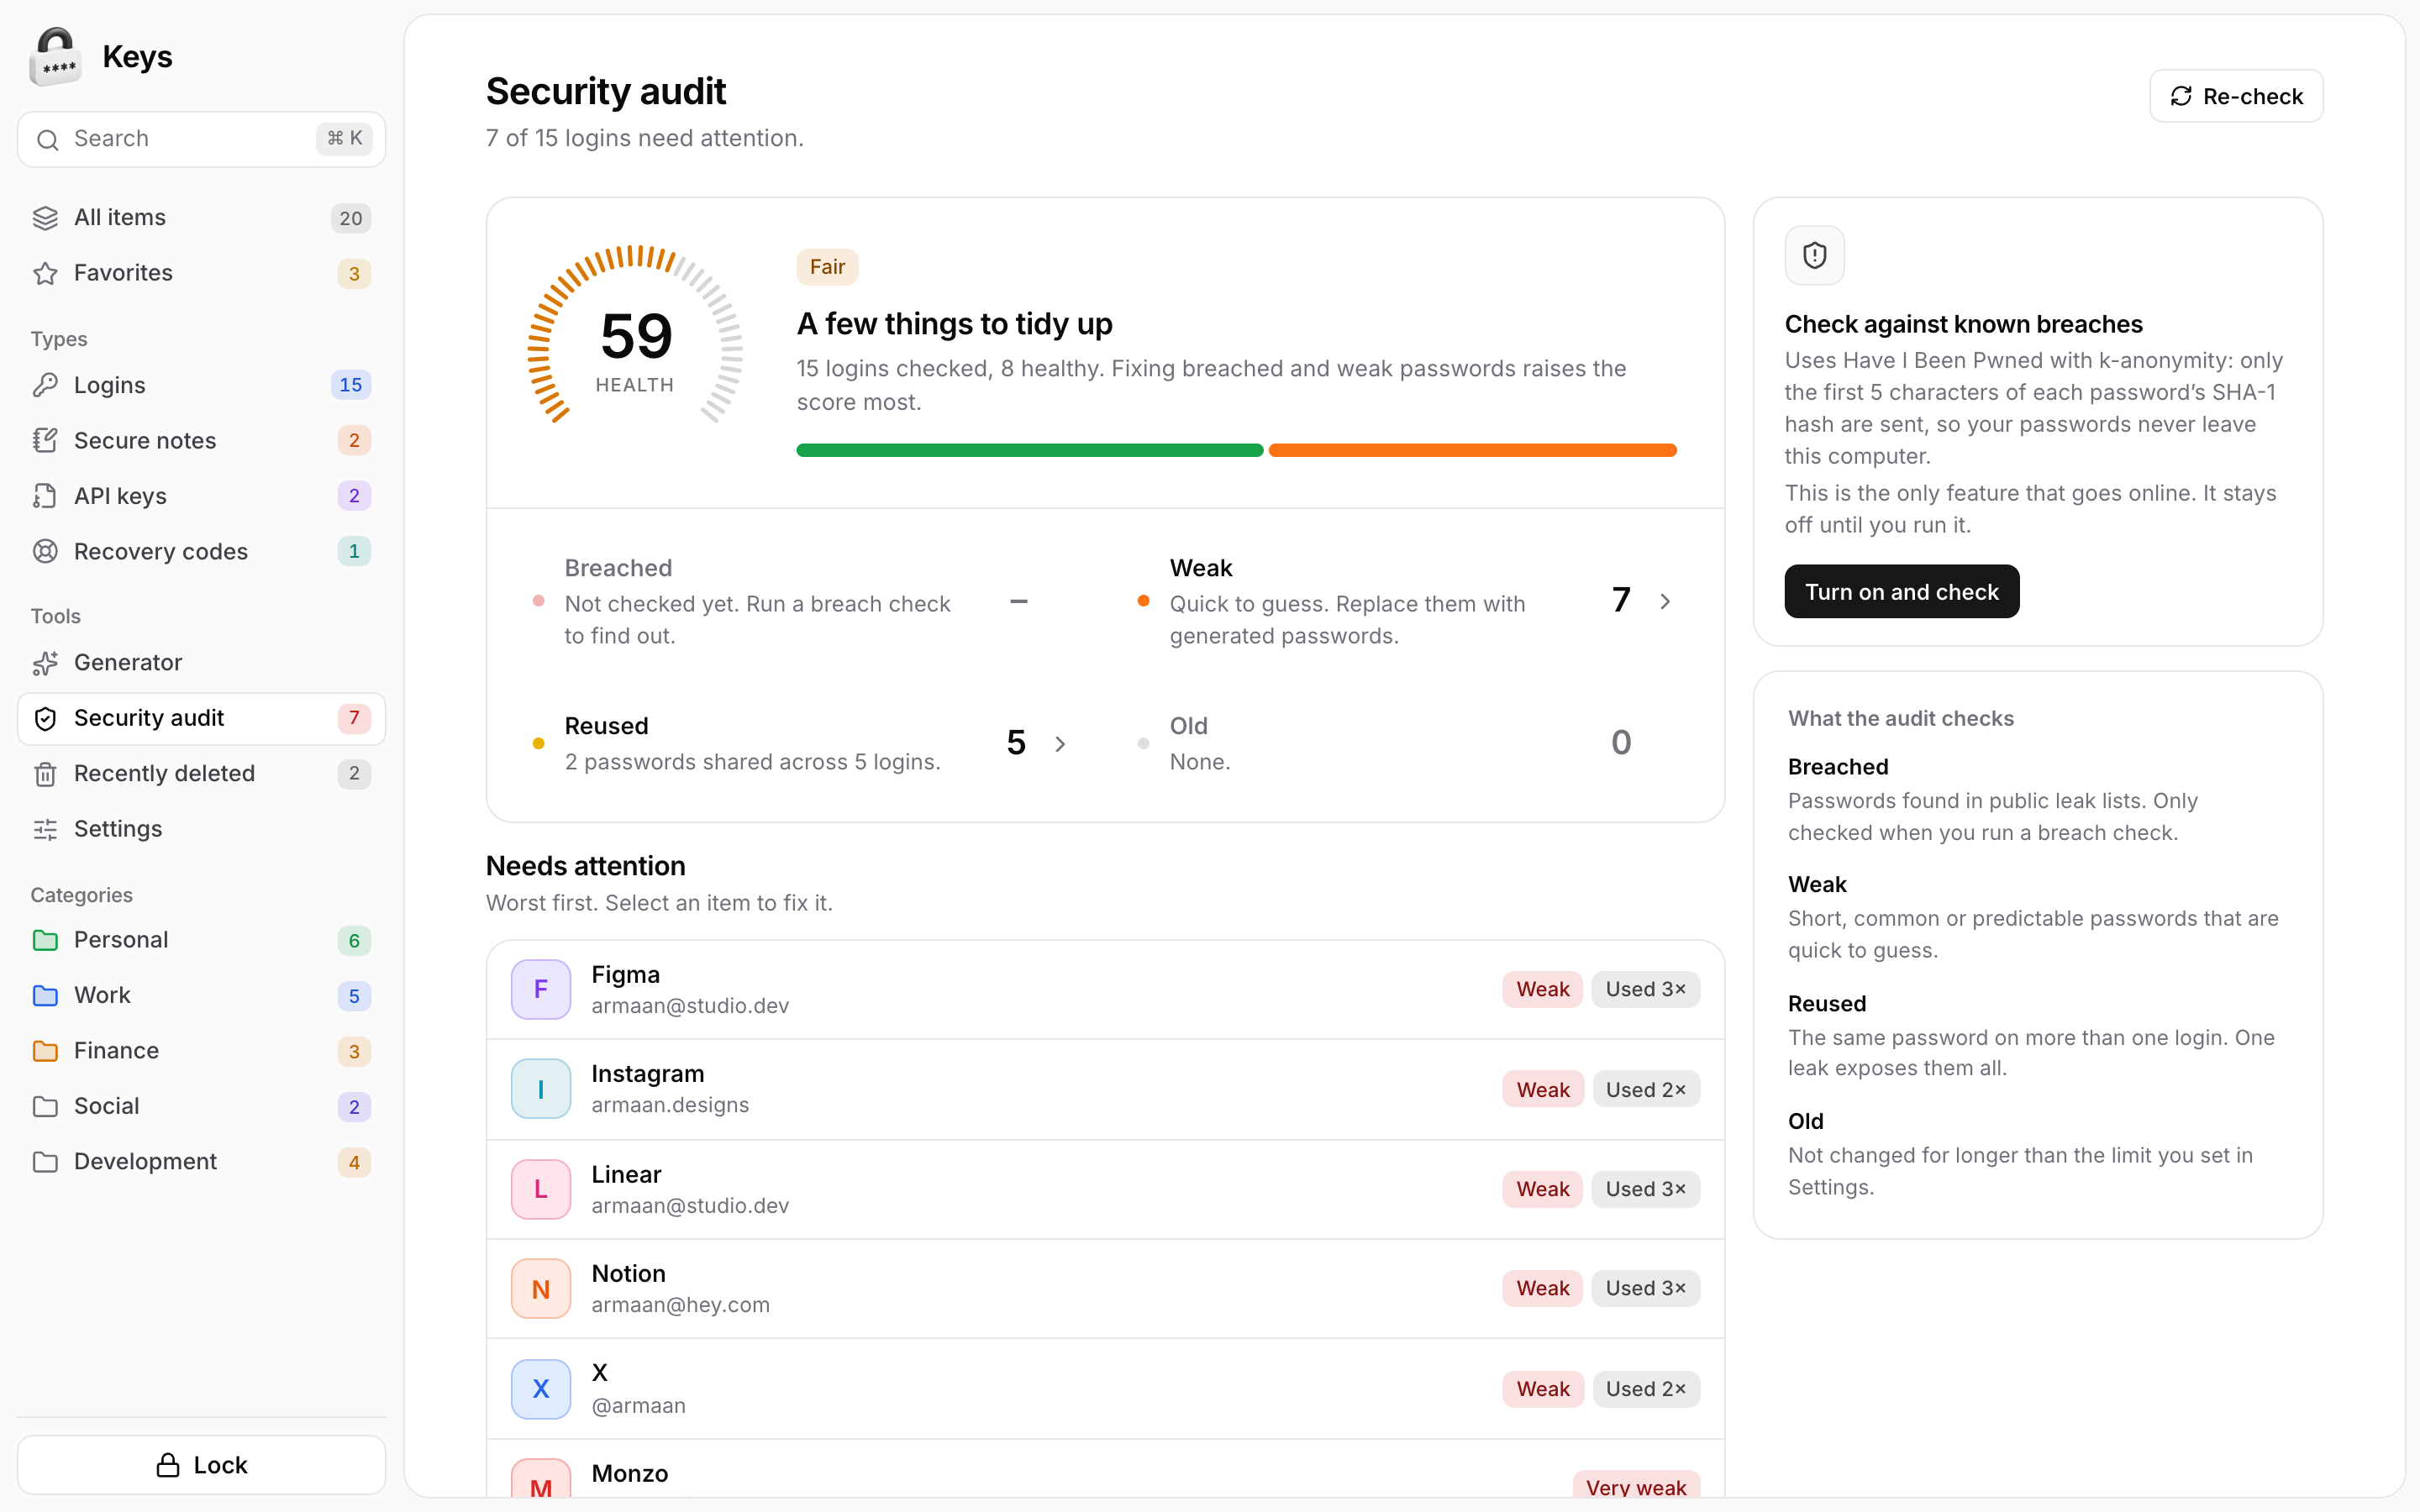 ****
Keys
Search
⌘ K
All items
20
Favorites
3
Types
Logins
15
Secure notes
2
API keys
2
Recovery codes
1
Tools
Generator
Security audit
7
Recently deleted
2
Settings
Categories
Personal
6
Work
5
Finance
3
Social
2
Development
4
Lock
Security audit
7 of 15 logins need attention.
Re-check
59
HEALTH
Fair
A few things to tidy up
15 logins checked, 8 healthy. Fixing breached and weak passwords raises the
score most.
Breached
Not checked yet. Run a breach check
to find out.
–
Weak
Quick to guess. Replace them with
generated passwords.
7
Reused
2 passwords shared across 5 logins.
5
Old
None.
0
Needs attention
Worst first. Select an item to fix it.
F
Figma
armaan@studio.dev
Weak
Used 3×
I
Instagram
armaan.designs
Weak
Used 2×
L
Linear
armaan@studio.dev
Weak
Used 3×
N
Notion
armaan@hey.com
Weak
Used 3×
X
X
@armaan
Weak
Used 2×
M
Monzo
Very weak
Check against known breaches
Uses Have I Been Pwned with k-anonymity: only
the first 5 characters of each password’s SHA-1
hash are sent, so your passwords never leave
this computer.
This is the only feature that goes online. It stays
off until you run it.
Turn on and check
What the audit checks
Breached
Passwords found in public leak lists. Only
checked when you run a breach check.
Weak
Short, common or predictable passwords that are
quick to guess.
Reused
The same password on more than one login. One
leak exposes them all.
Old
Not changed for longer than the limit you set in
Settings.